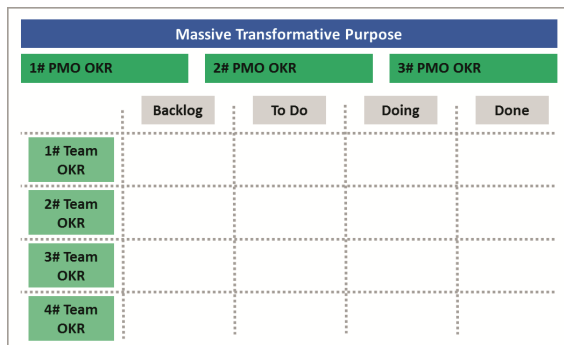 Massive Transformative Purpose
1# PMO OKR
2# PMO OKR
3# PMO OKR
Backlog
To Do
Doing
Done
1# Team
OKR
2# Team
OKR
3# Team
OKR
4# Team
OKR